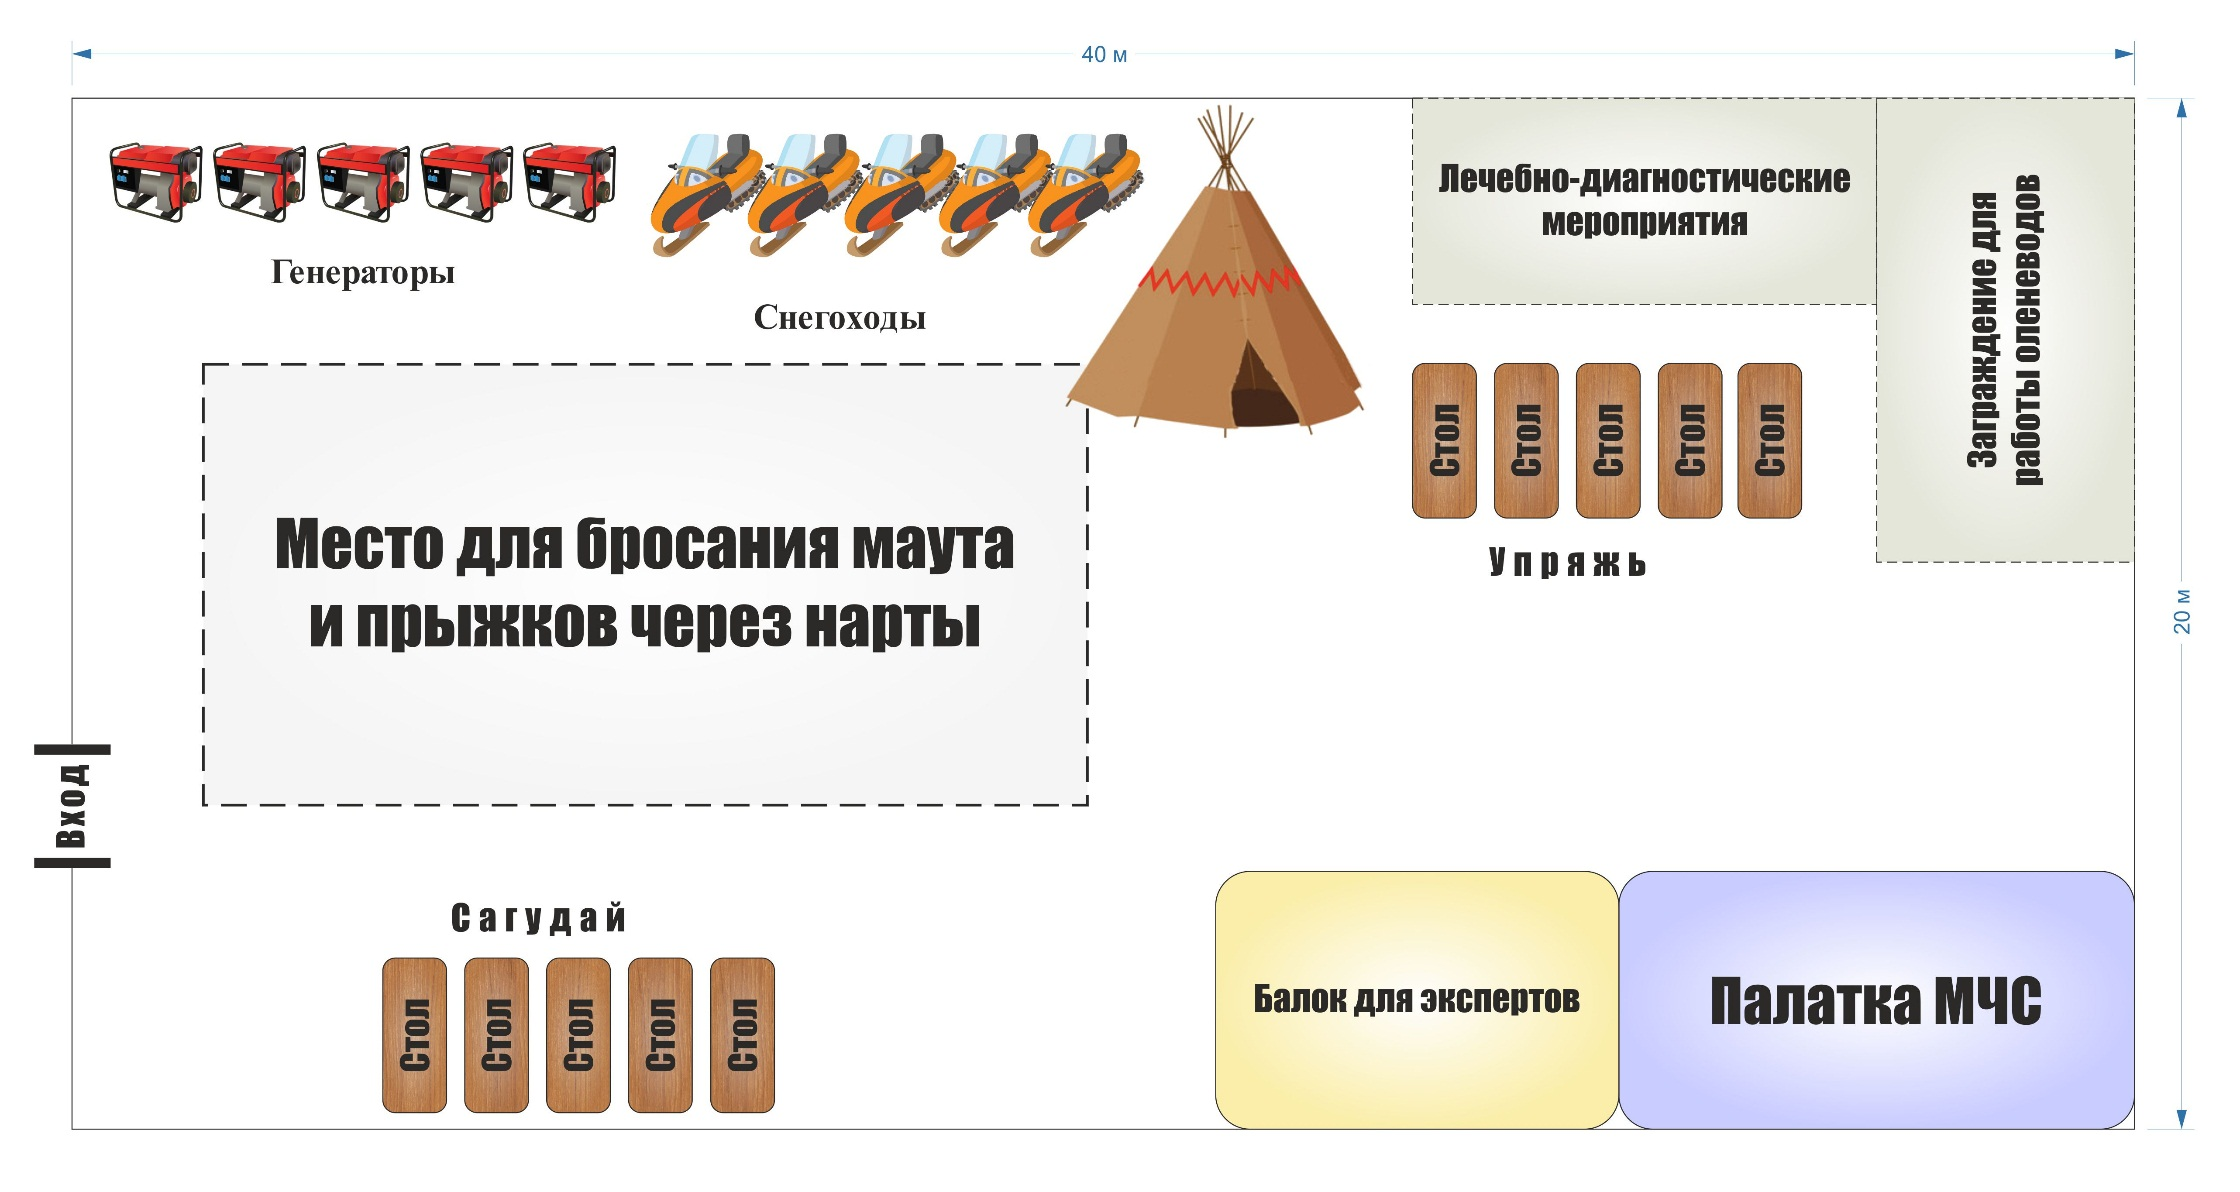 40 м
Генераторы
Снегоходы
Лечебно-диагностические
мероприятия
Заграждение для
работы оленеводов
Стол
Стол
Стол
Стол
Стол
Упряжь
Место для бросания маута
и прыжков через нарты
20 м
Вход
Сагудай
Стол
Стол
Стол
Стол
Стол
Балок для экспертов
Палатка МЧС